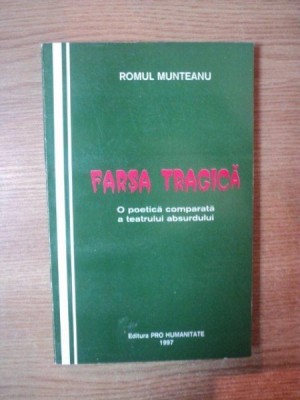 ROMUL MUNTEANU
FARSA TRAGICĂ
O poetică comparată
a teatrului absurdului
Editura PRO HUMANITATE
1997